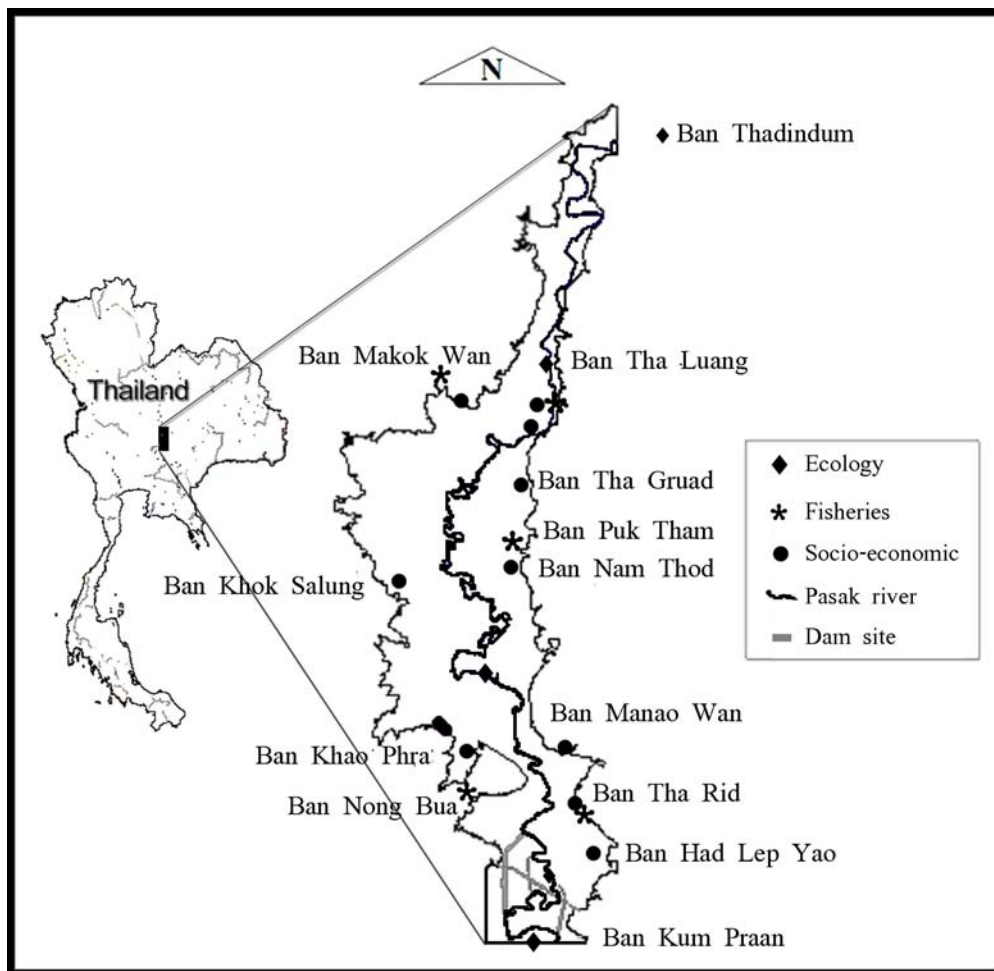 N
Ban Thadindum
Ban Makok Wan
Ban Tha Luang
Thailand
Ban Tha Gruad
Ban Puk Tham
Ban Nam Thod
Ban Khok Salung
Ban Manao Wan
Ban Khao Phra
Ban Nong Bua
Ban Tha Rid
Ban Had Lep Yao
Ban Kum Praan
Ecology
Fisheries
Socio-economic
Pasak river
Dam site